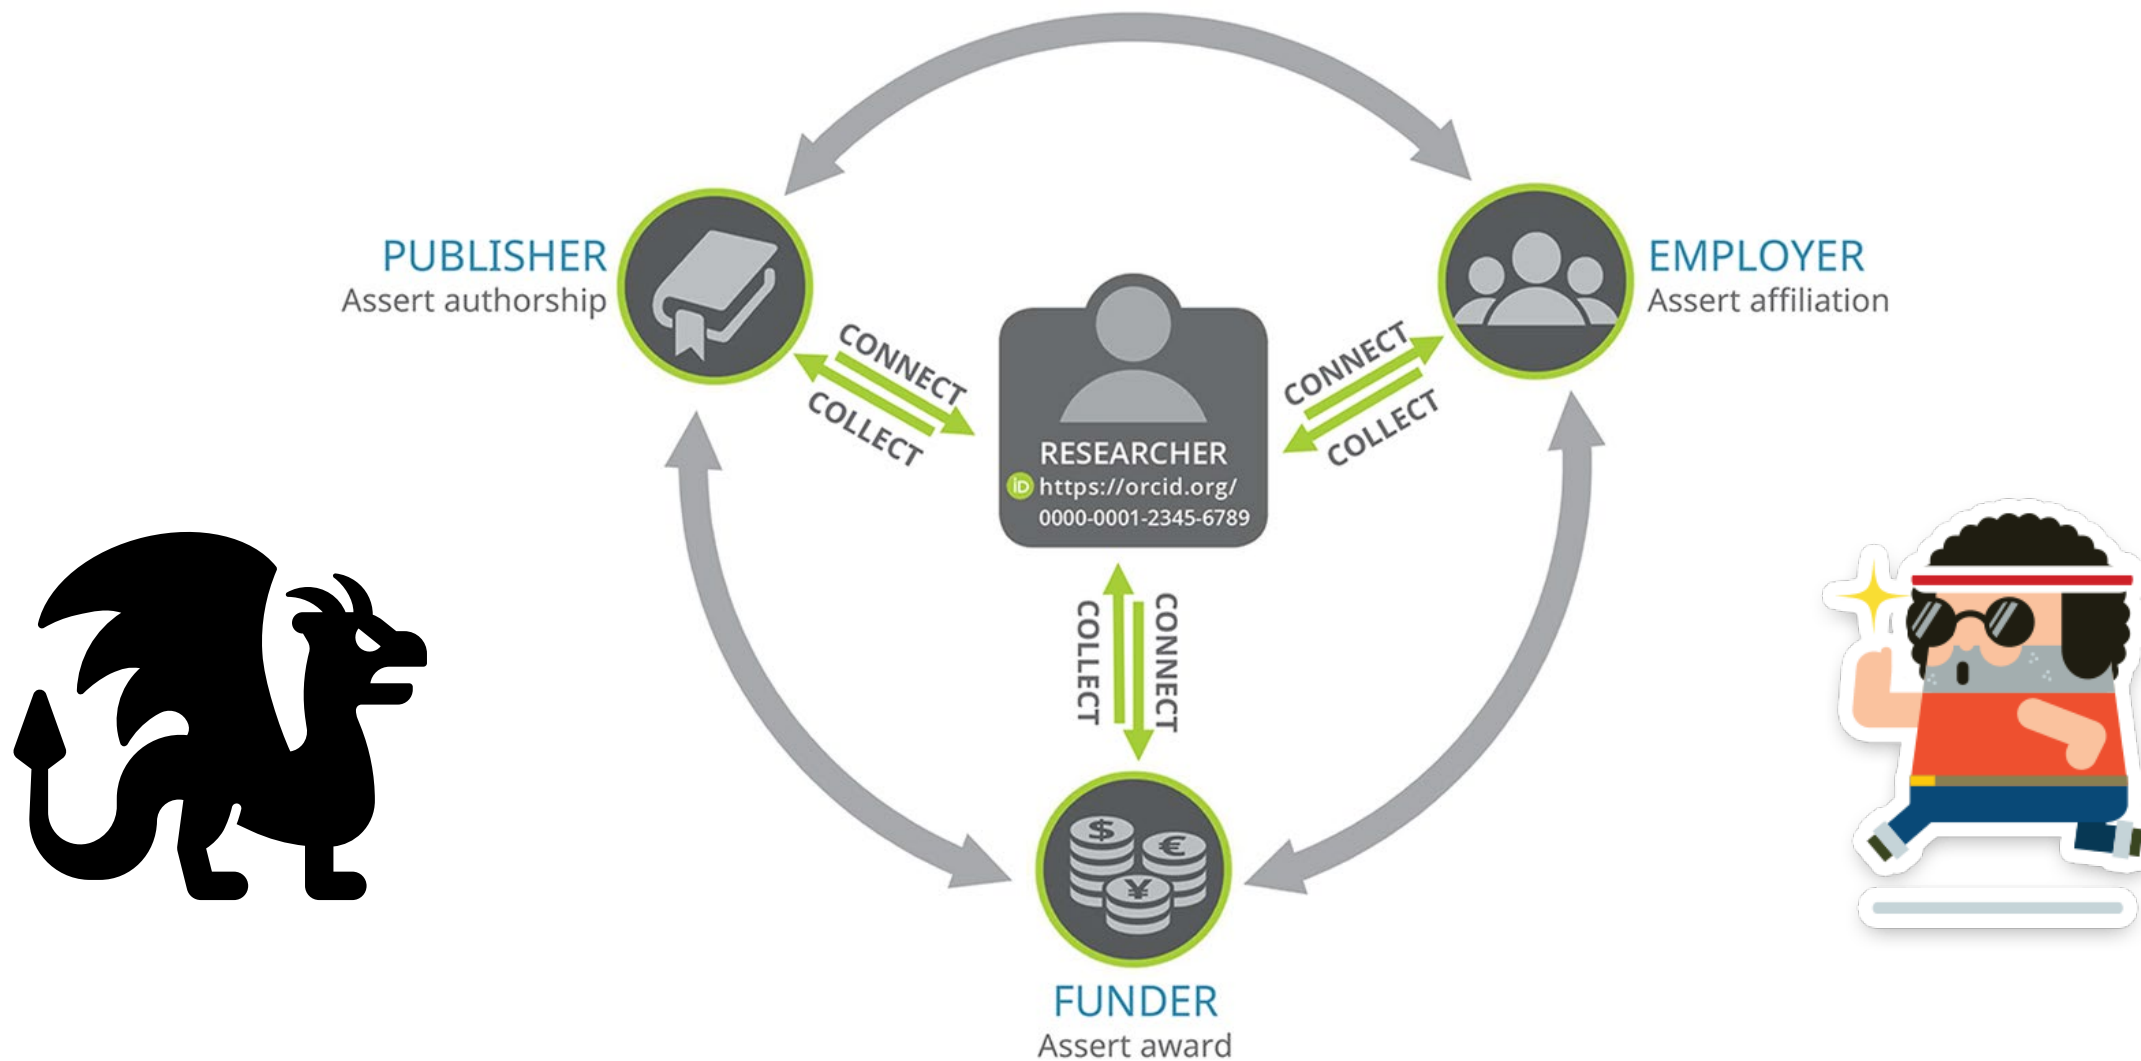 PUBLISHER
Assert authorship
EMPLOYER
Assert affiliation
CONNECT
COLLECT
CONNECT
COLLECT
RESEARCHER
iD https://orcid.org/
0000-0001-2345-6789
COLLECT
CONNECT
$
€
¥
FUNDER
Assert award